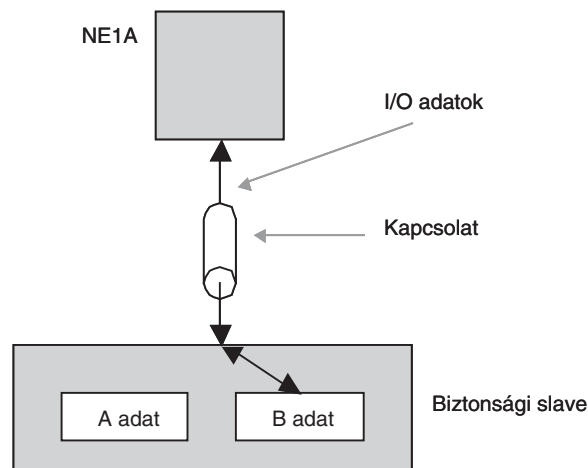 NE1A
I/O adatok
Kapcsolat
A adat
B adat
Biztonsági slave